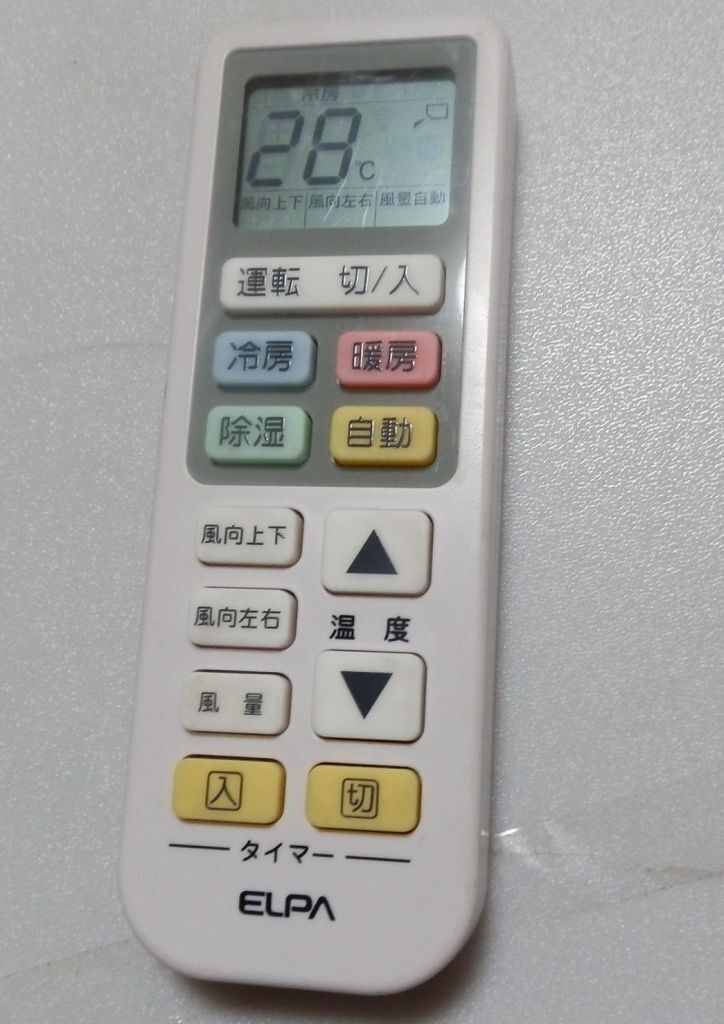 冷房
28℃
風向上下 風向左右 風量自動
運転 切/入
冷房 暖房
除湿 自動
風向上下
風向左右
温度
風量
入 切
タイマー
ELPA